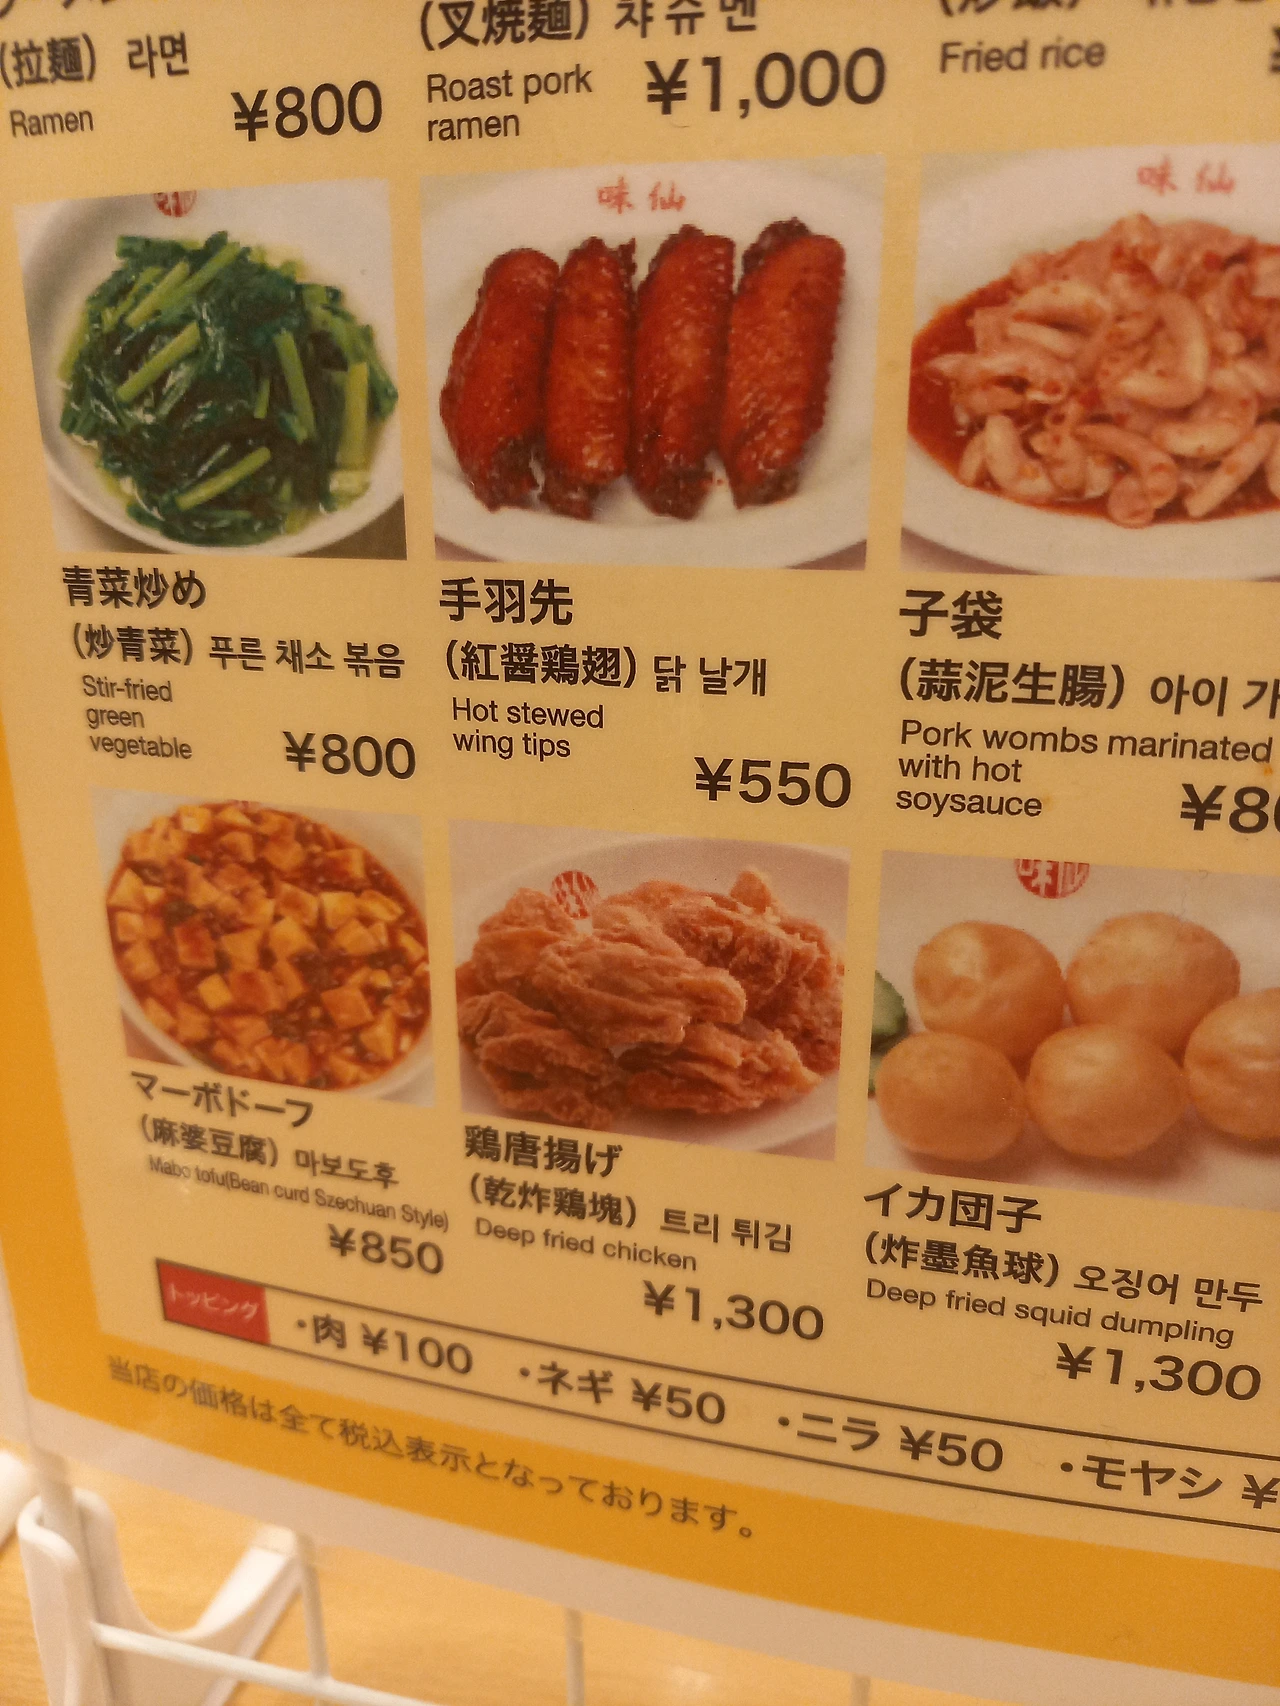 (拉麺) 라면
Ramen
¥800
(叉焼麺) 챠슈멘
Roast pork
ramen
¥1,000
Fried rice
味仙
味仙
青菜炒め
(炒青菜) 푸른 채소 볶음
Stir-fried
green
vegetable
¥800
手羽先
(紅醤鶏翅) 닭 날개
Hot stewed
wing tips
¥550
子袋
(蒜泥生腸) 아이
Pork wombs marinated
with hot
soysauce
味仙
マーボドーフ
(麻婆豆腐) 마보도후
Mabo tofu(Bean curd Szechuan Style)
¥850
鶏唐揚げ
(乾炸鶏塊) 트리 튀김
Deep fried chicken
¥1,300
イカ団子
(炸墨魚球) 오징어 만두
Deep fried squid dumpling
¥1,300
トッピング ・肉 ¥100 ・ネギ ¥50 ・ニラ ¥50 ・モヤシ ¥
当店の価格は全て税込表示となっております。